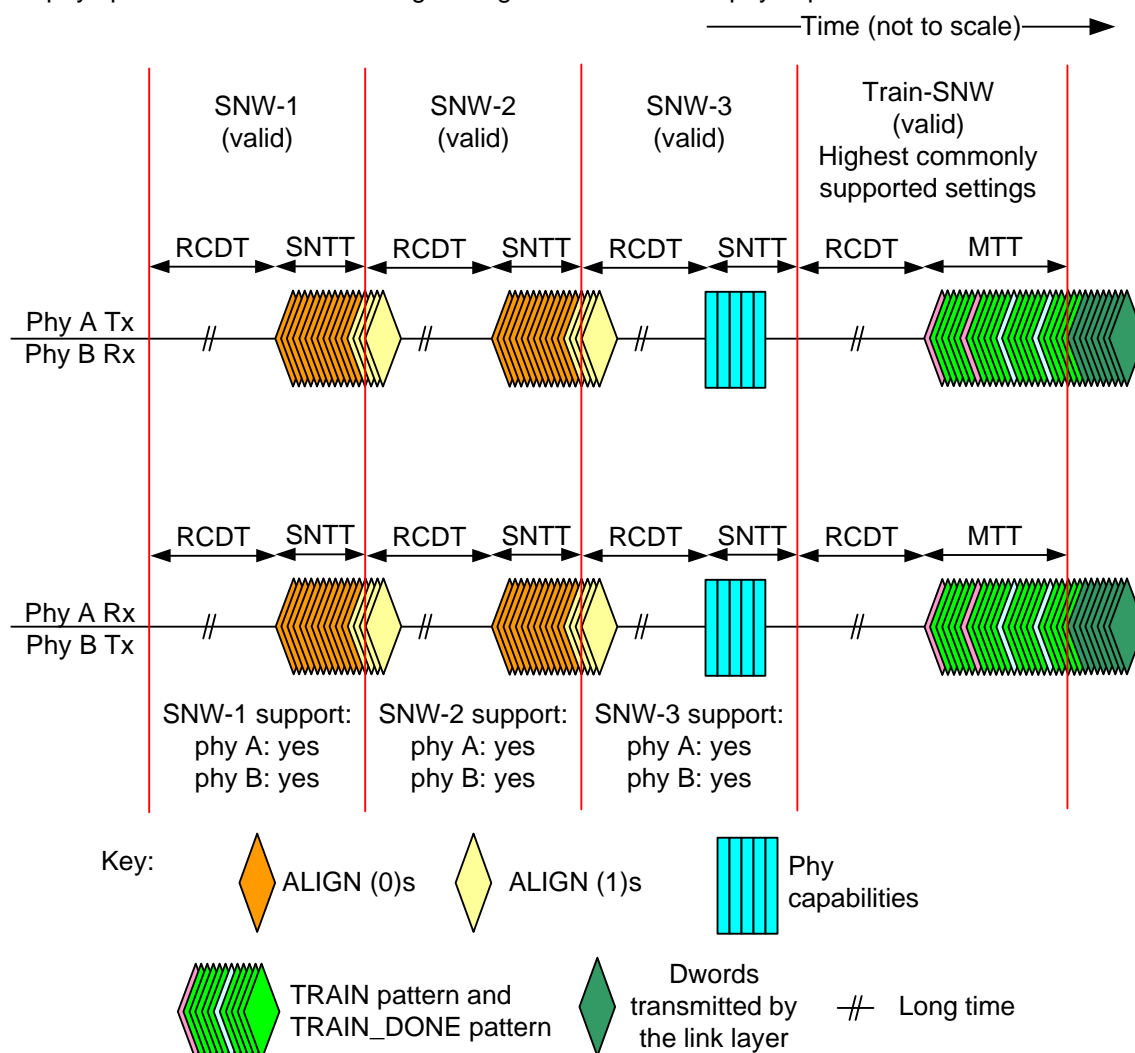 Time (not to scale)
SNW-1
(valid)
SNW-2
(valid)
SNW-3
(valid)
Train-SNW
(valid)
Highest commonly
supported settings
RCDT SNTT RCDT SNTT RCDT SNTT RCDT MTT
Phy A Tx
Phy B Rx
RCDT SNTT RCDT SNTT RCDT SNTT RCDT MTT
Phy A Rx
Phy B Tx
SNW-1 support:
phy A: yes
phy B: yes
SNW-2 support:
phy A: yes
phy B: yes
SNW-3 support:
phy A: yes
phy B: yes
Key:
ALIGN (0)s
ALIGN (1)s
Phy
capabilities
TRAIN pattern and
TRAIN_DONE pattern
Dwords
transmitted by
the link layer
Long time